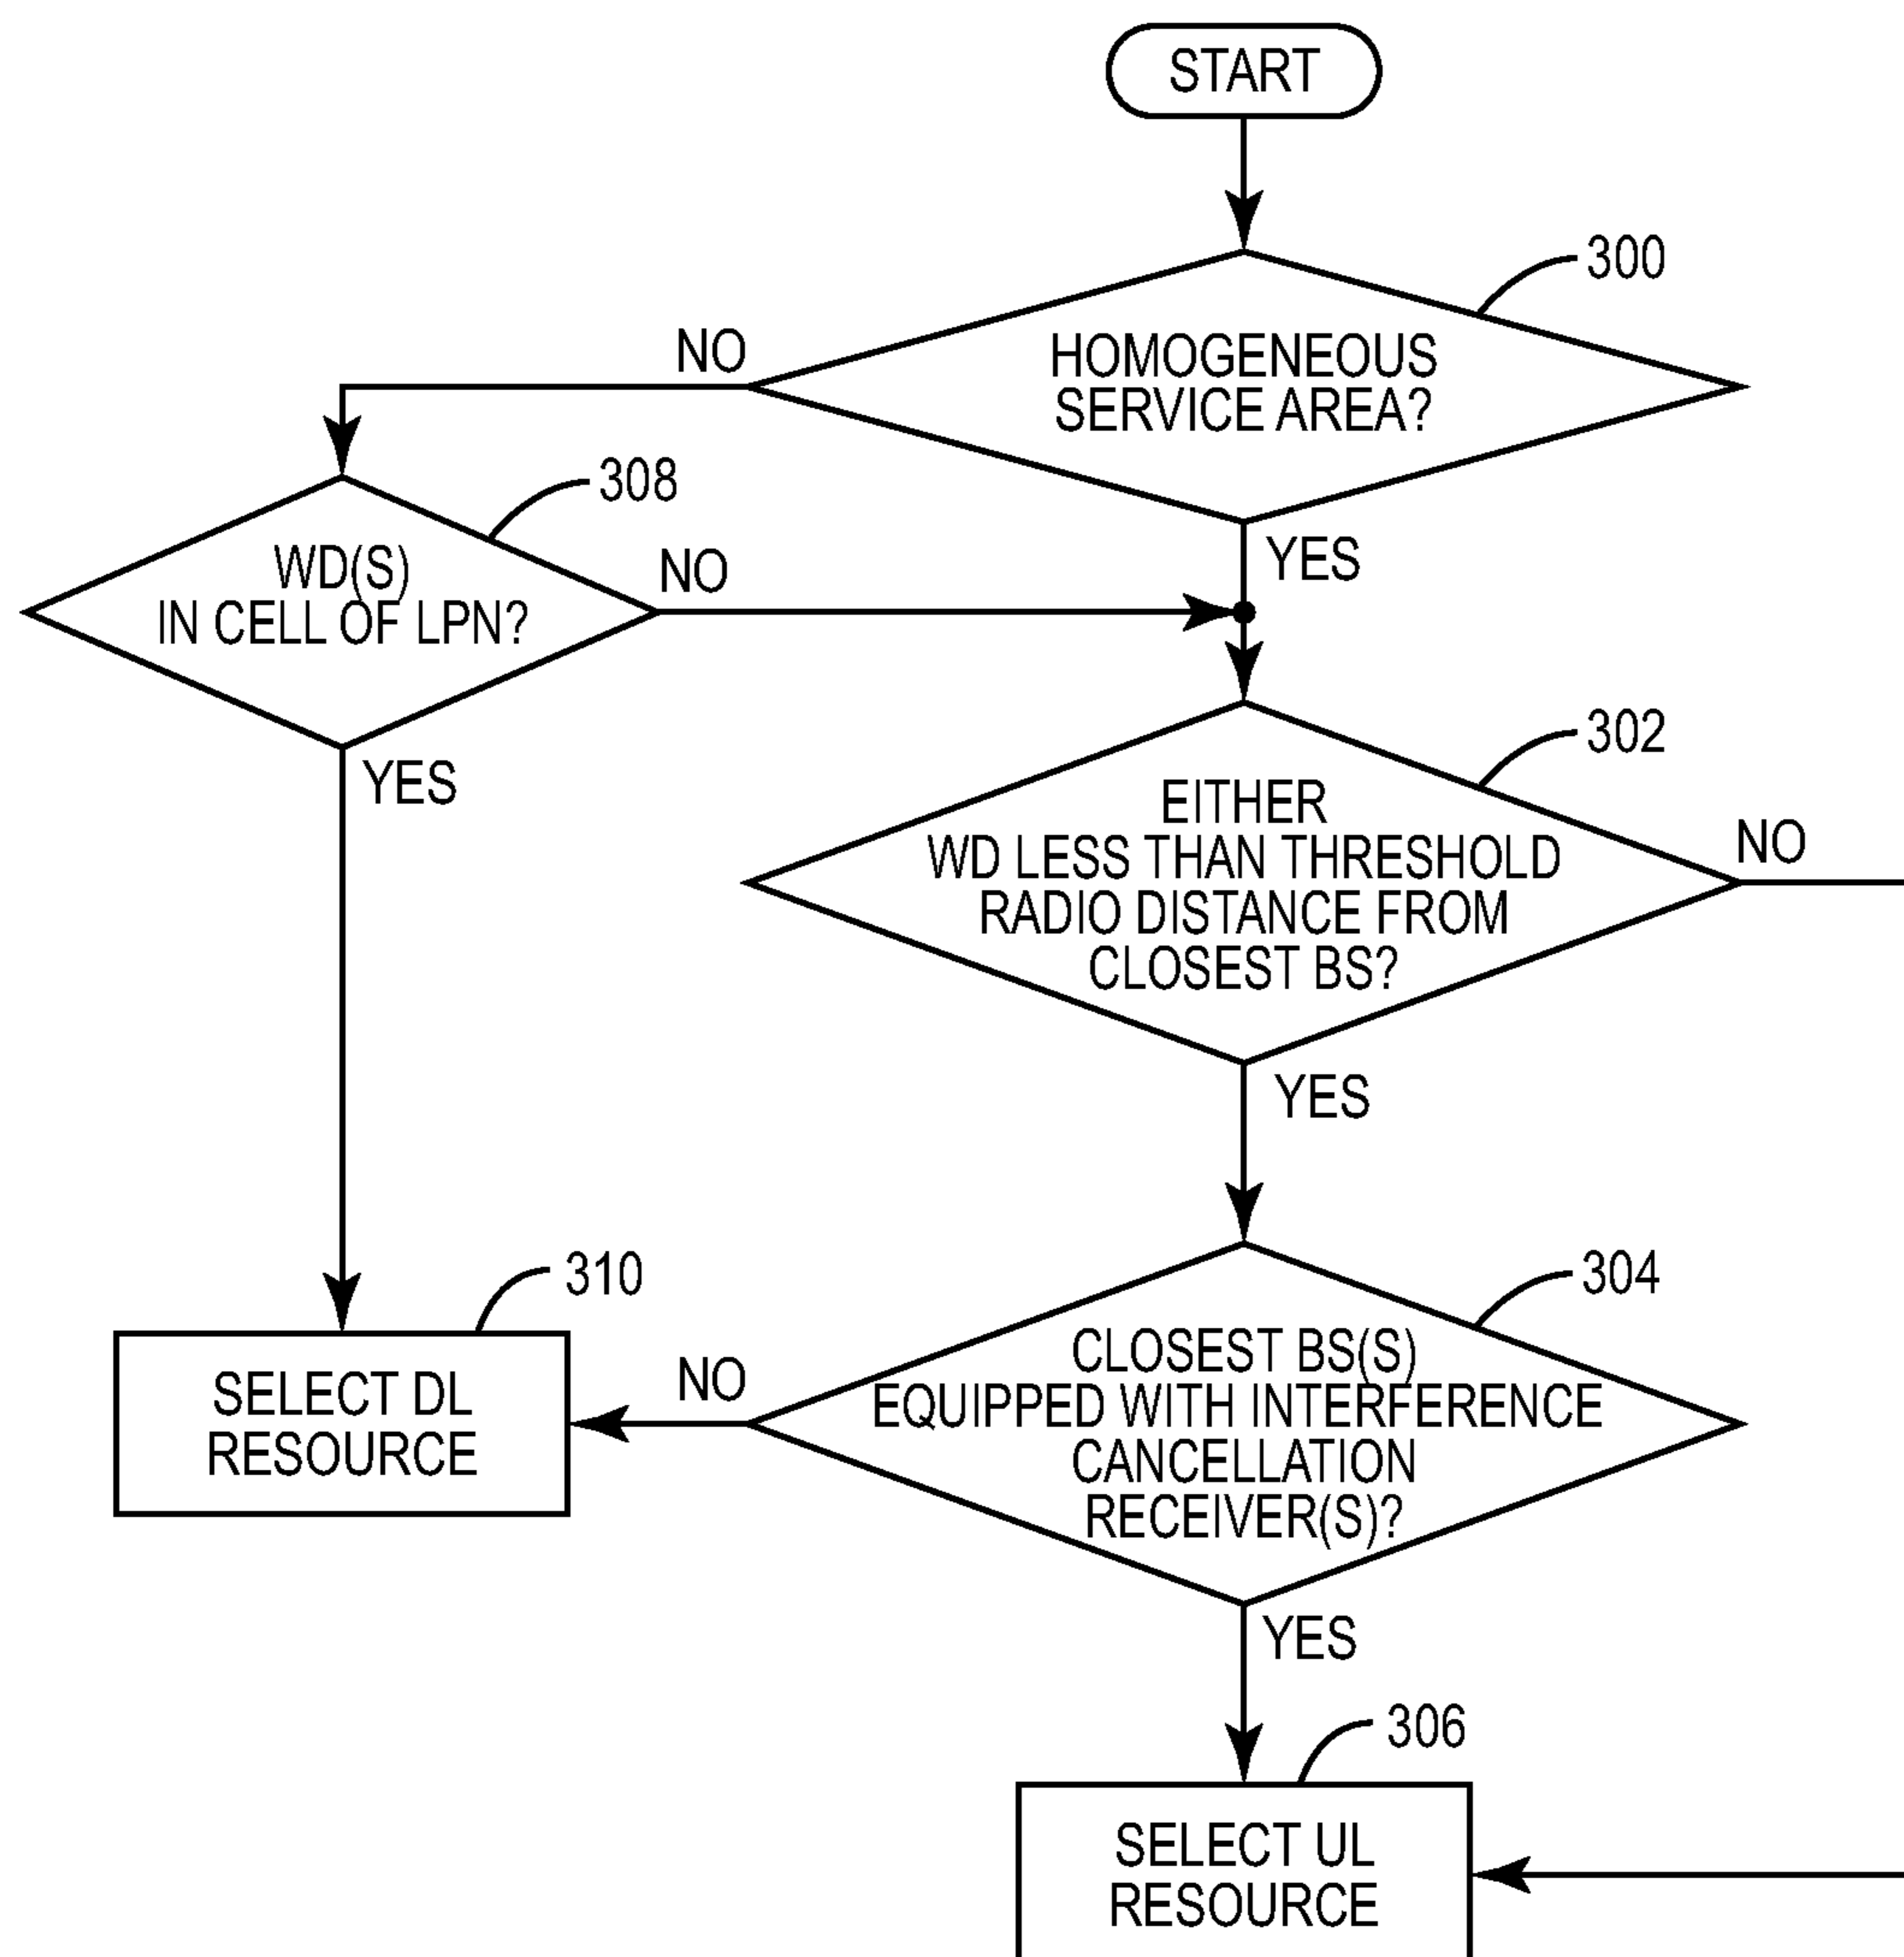 START
300
HOMOGENEOUS
SERVICE AREA?
NO
YES
308
WD(S)
IN CELL OF LPN?
NO
YES
302
EITHER
WD LESS THAN THRESHOLD
RADIO DISTANCE FROM
CLOSEST BS?
NO
YES
304
CLOSEST BS(S)
EQUIPPED WITH INTERFERENCE
CANCELLATION
RECEIVER(S)?
NO
YES
310
SELECT DL
RESOURCE
306
SELECT UL
RESOURCE